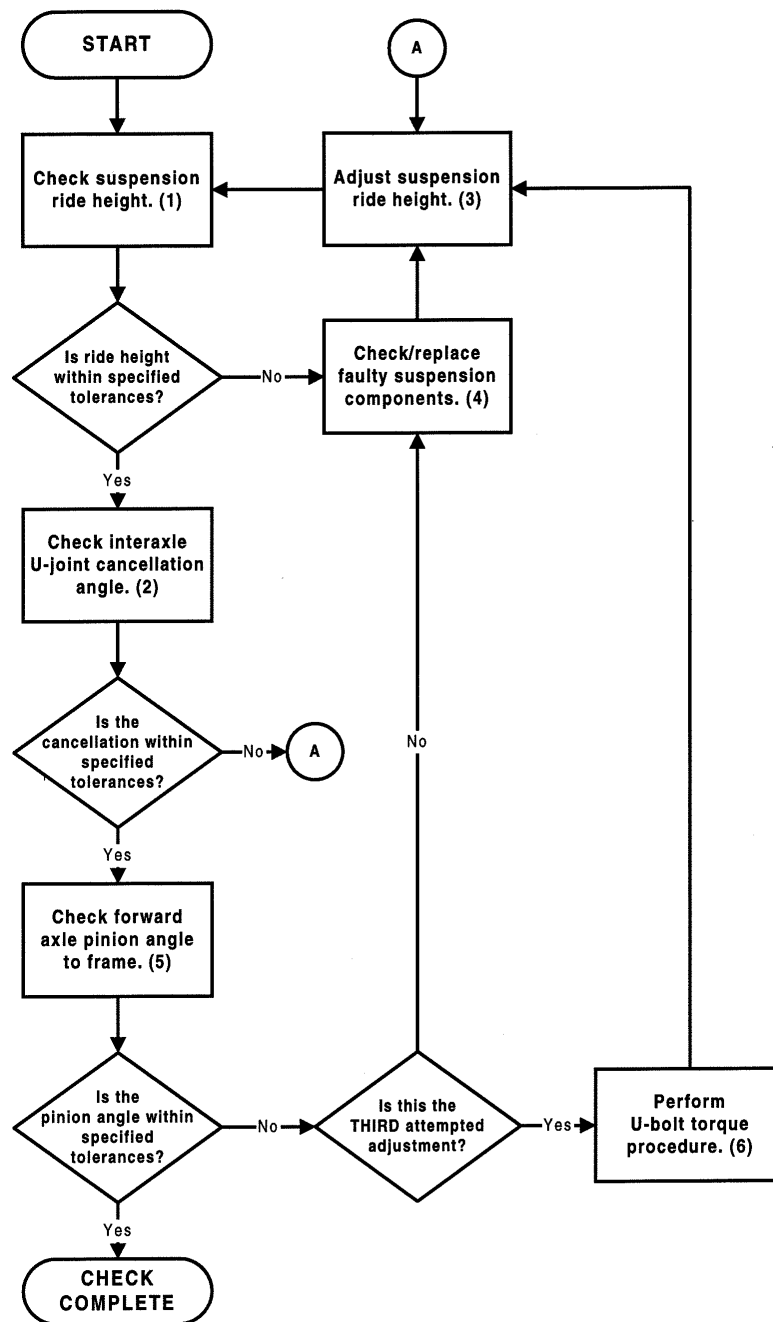 START
A
Check suspension
ride height. (1)
Adjust suspension
ride height. (3)
Is ride height
within specified
tolerances?
No
Check/replace
faulty suspension
components. (4)
Yes
Check interaxle
U-joint cancellation
angle. (2)
Is the
cancellation within
specified
tolerances?
No
A
No
Yes
Check forward
axle pinion angle
to frame. (5)
Is the
pinion angle within
specified
tolerances?
No
Is this the
THIRD attempted
adjustment?
Yes
Perform
U-bolt torque
procedure. (6)
Yes
CHECK
COMPLETE